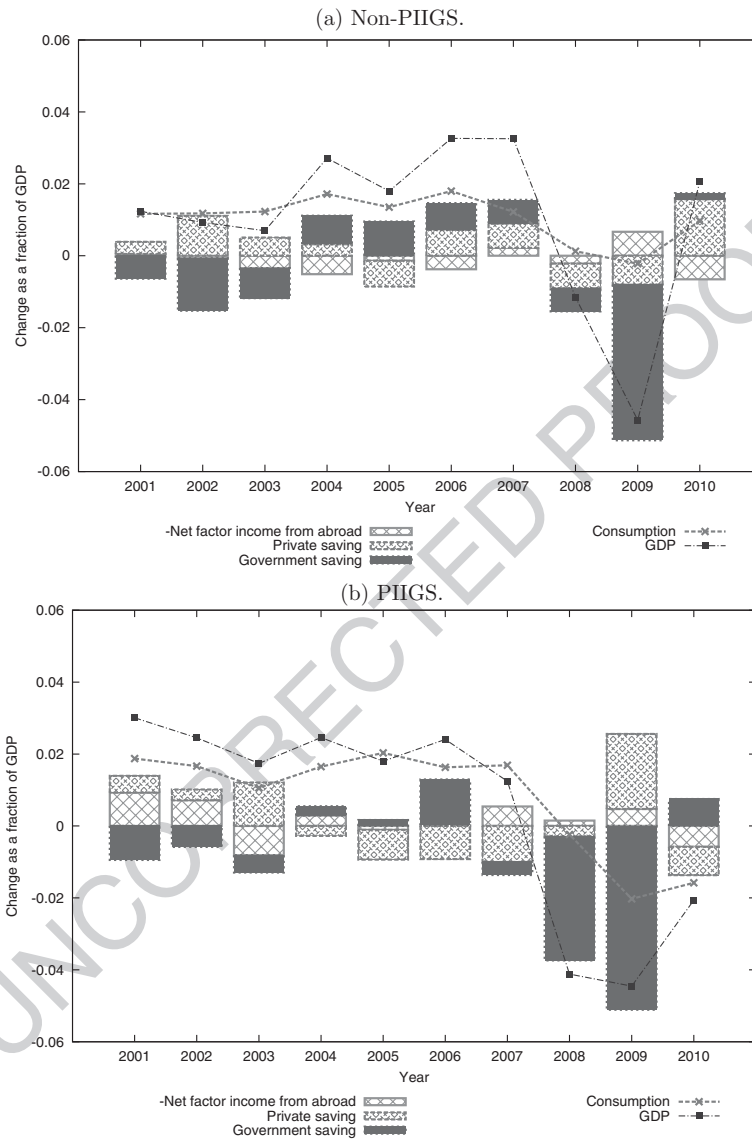 (a) Non-PIIGS.
0.06
0.04
0.02
0
-0.02
-0.04
-0.06
Change as a fraction of GDP
2001 2002 2003 2004 2005 2006 2007 2008 2009 2010
Year
-Net factor income from abroad
Private saving
Government saving
Consumption
GDP
(b) PIIGS.
0.06
0.04
0.02
0
-0.02
-0.04
-0.06
Change as a fraction of GDP
2001 2002 2003 2004 2005 2006 2007 2008 2009 2010
Year
-Net factor income from abroad
Private saving
Government saving
Consumption
GDP
UNCORRECTED PROO